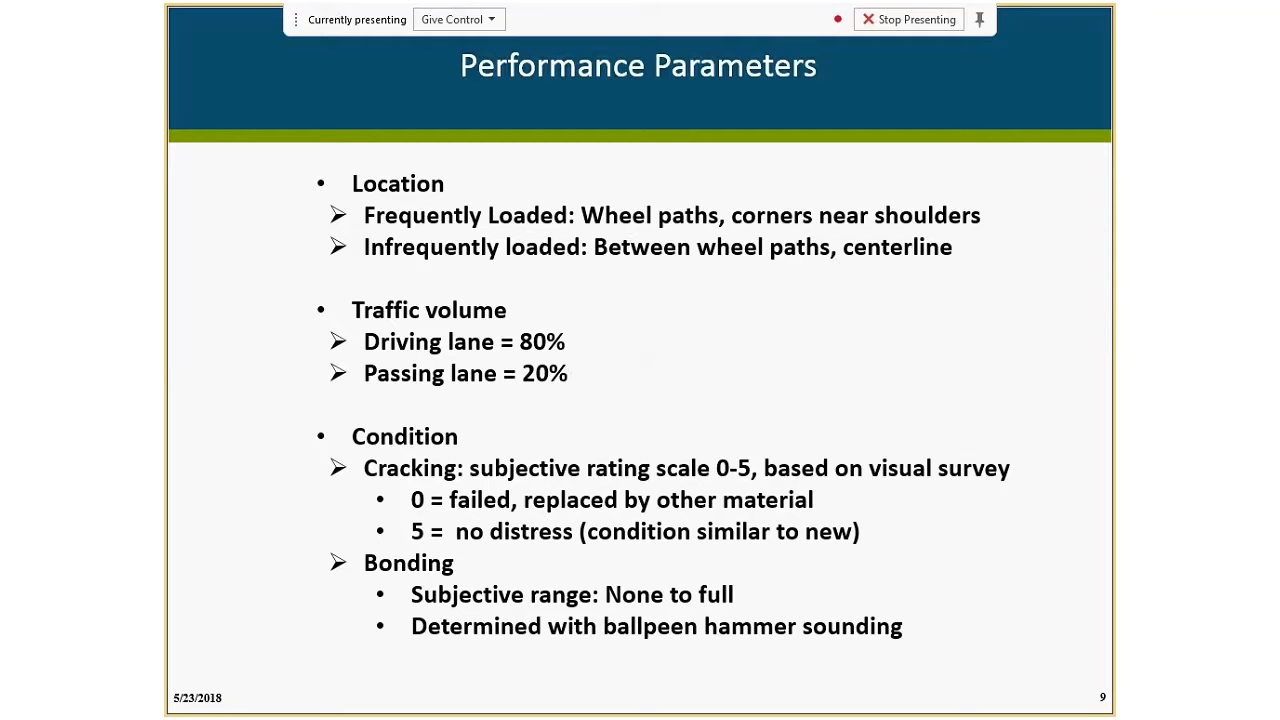 Currently presenting Give Control Stop Presenting
Performance Parameters
• Location
➢ Frequently Loaded: Wheel paths, corners near shoulders
➢ Infrequently loaded: Between wheel paths, centerline
• Traffic volume
➢ Driving lane = 80%
➢ Passing lane = 20%
• Condition
➢ Cracking: subjective rating scale 0-5, based on visual survey
• 0 = failed, replaced by other material
• 5 = no distress (condition similar to new)
➢ Bonding
• Subjective range: None to full
• Determined with ballpeen hammer sounding
5/23/2018 9